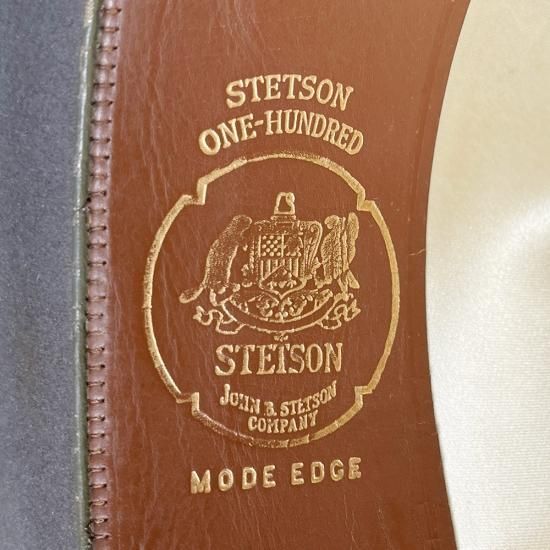 STETSON
ONE-HUNDRED
STETSON
JOHN B. STETSON
COMPANY
MODE EDGE